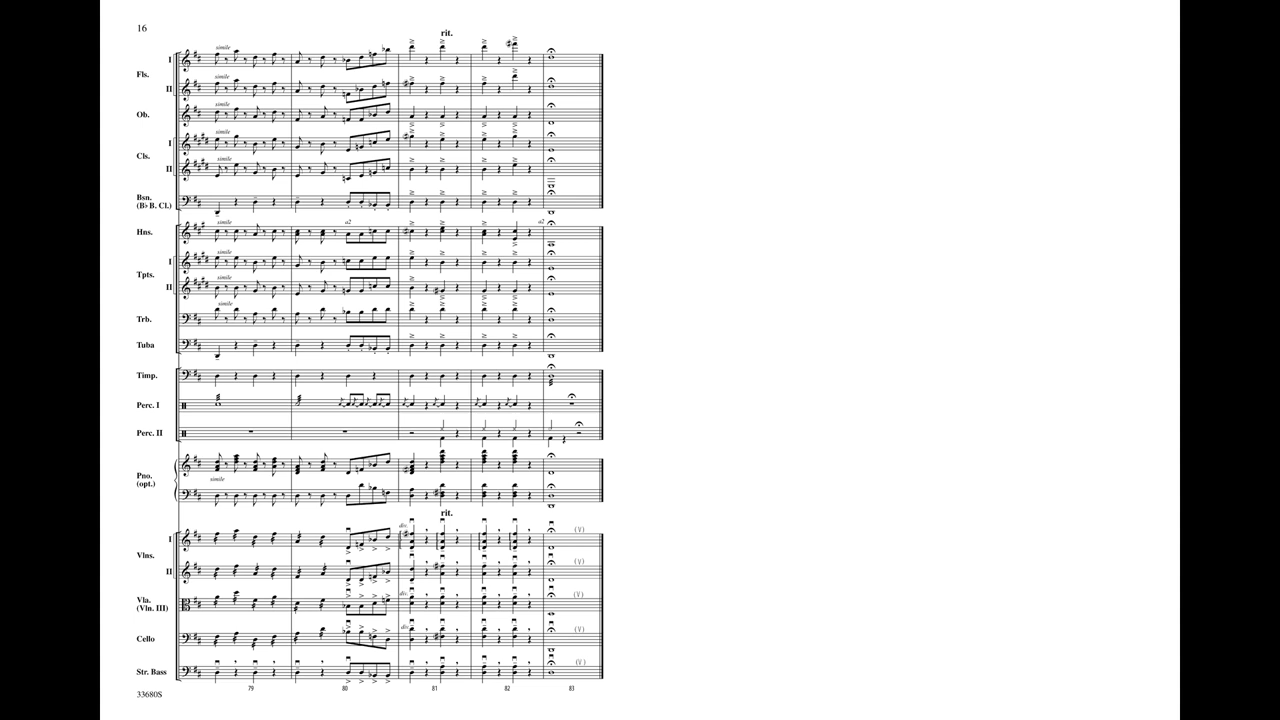 16
rit.
simile
I
Fls.
simile
II
simile
Ob.
simile
I
Cls.
simile
II
Bsn.
(B♭ B. Cl.)
simile
a2
a2
Hns.
simile
I
Tpts.
simile
II
simile
Trb.
Tuba
Timp.
Perc. I
Perc. II
Pno.
(opt.)
simile
rit.
div.
I
(V)
Vlns.
II
(V)
div.
Vla.
(Vln. III)
(V)
div.
Cello
(V)
Str. Bass
(V)
79 80 81 82 83
33680S